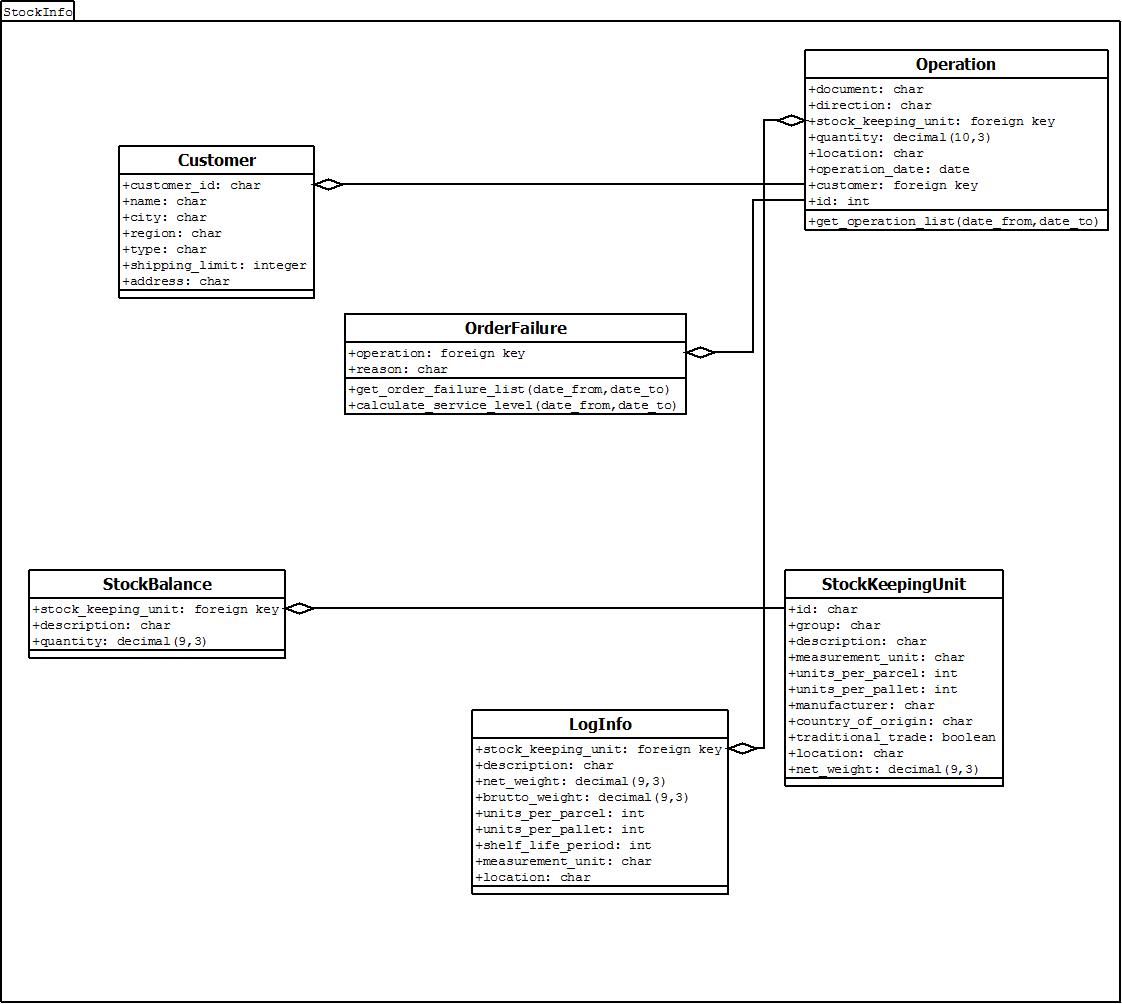 StockInfo
Operation
+document: char
+direction: char
+stock_keeping_unit: foreign key
+quantity: decimal(10,3)
+location: char
+operation_date: date
+customer: foreign key
+id: int
+get_operation_list(date_from,date_to)
Customer
+customer_id: char
+name: char
+city: char
+region: char
+type: char
+shipping_limit: integer
+address: char
OrderFailure
+operation: foreign key
+reason: char
+get_order_failure_list(date_from,date_to)
+calculate_service_level(date_from,date_to)
StockBalance
+stock_keeping_unit: foreign key
+description: char
+quantity: decimal(9,3)
StockKeepingUnit
+id: char
+group: char
+description: char
+measurement_unit: char
+units_per_parcel: int
+units_per_pallet: int
+manufacturer: char
+country_of_origin: char
+traditional_trade: boolean
+location: char
+net_weight: decimal(9,3)
LogInfo
+stock_keeping_unit: foreign key
+description: char
+net_weight: decimal(9,3)
+brutto_weight: decimal(9,3)
+units_per_parcel: int
+units_per_pallet: int
+shelf_life_period: int
+measurement_unit: char
+location: char